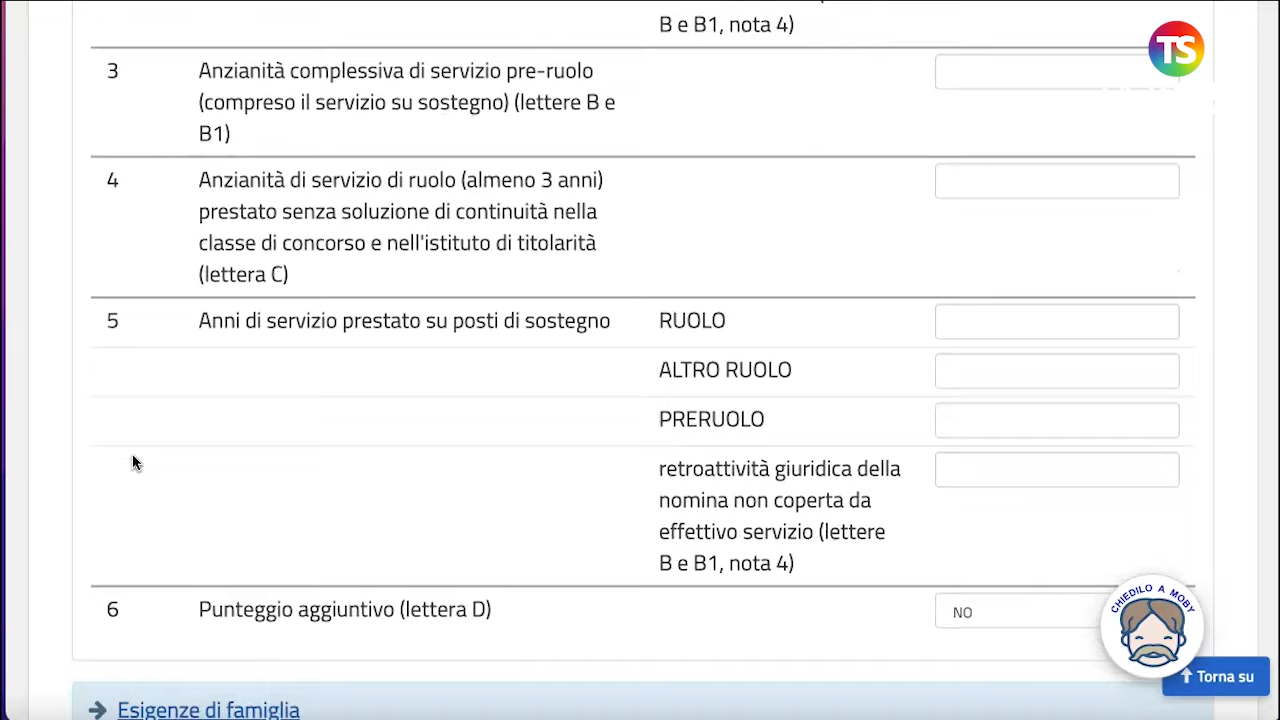 B e B1, nota 4)
TS
3 Anzianità complessiva di servizio pre-ruolo
(compreso il servizio su sostegno) (lettere B e
B1)
4 Anzianità di servizio di ruolo (almeno 3 anni)
prestato senza soluzione di continuità nella
classe di concorso e nell'istituto di titolarità
(lettera C)
5 Anni di servizio prestato su posti di sostegno RUOLO
ALTRO RUOLO
PRERUOLO
retroattività giuridica della
nomina non coperta da
effettivo servizio (lettere
B e B1, nota 4)
6 Punteggio aggiuntivo (lettera D) NO
CHIEDILO A MOBY
Torna su
Esigenze di famiglia